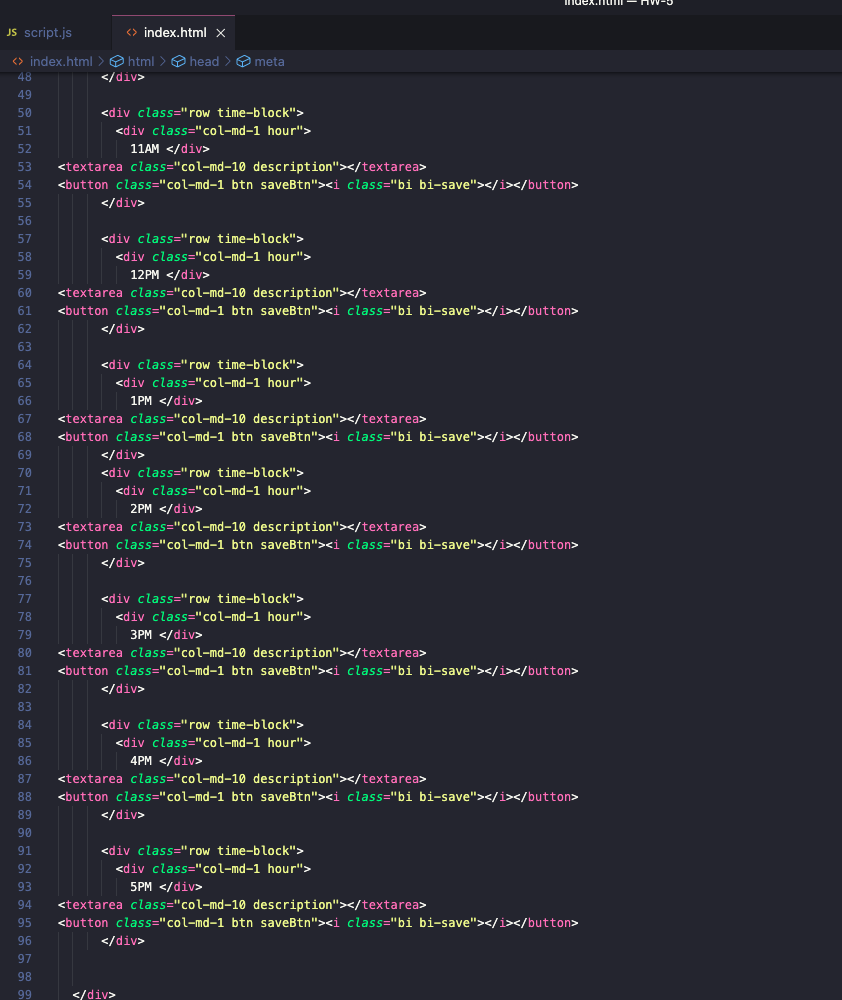 index.html — HW-5
JS script.js <> index.html ×
<> index.html > html > head > meta
48 </div>
49
50 <div class="row time-block">
51 <div class="col-md-1 hour">
52 11AM </div>
53 <textarea class="col-md-10 description"></textarea>
54 <button class="col-md-1 btn saveBtn"><i class="bi bi-save"></i></button>
55 </div>
56
57 <div class="row time-block">
58 <div class="col-md-1 hour">
59 12PM </div>
60 <textarea class="col-md-10 description"></textarea>
61 <button class="col-md-1 btn saveBtn"><i class="bi bi-save"></i></button>
62 </div>
63
64 <div class="row time-block">
65 <div class="col-md-1 hour">
66 1PM </div>
67 <textarea class="col-md-10 description"></textarea>
68 <button class="col-md-1 btn saveBtn"><i class="bi bi-save"></i></button>
69 </div>
70 <div class="row time-block">
71 <div class="col-md-1 hour">
72 2PM </div>
73 <textarea class="col-md-10 description"></textarea>
74 <button class="col-md-1 btn saveBtn"><i class="bi bi-save"></i></button>
75 </div>
76
77 <div class="row time-block">
78 <div class="col-md-1 hour">
79 3PM </div>
80 <textarea class="col-md-10 description"></textarea>
81 <button class="col-md-1 btn saveBtn"><i class="bi bi-save"></i></button>
82 </div>
83
84 <div class="row time-block">
85 <div class="col-md-1 hour">
86 4PM </div>
87 <textarea class="col-md-10 description"></textarea>
88 <button class="col-md-1 btn saveBtn"><i class="bi bi-save"></i></button>
89 </div>
90
91 <div class="row time-block">
92 <div class="col-md-1 hour">
93 5PM </div>
94 <textarea class="col-md-10 description"></textarea>
95 <button class="col-md-1 btn saveBtn"><i class="bi bi-save"></i></button>
96 </div>
97
98
99 </div>